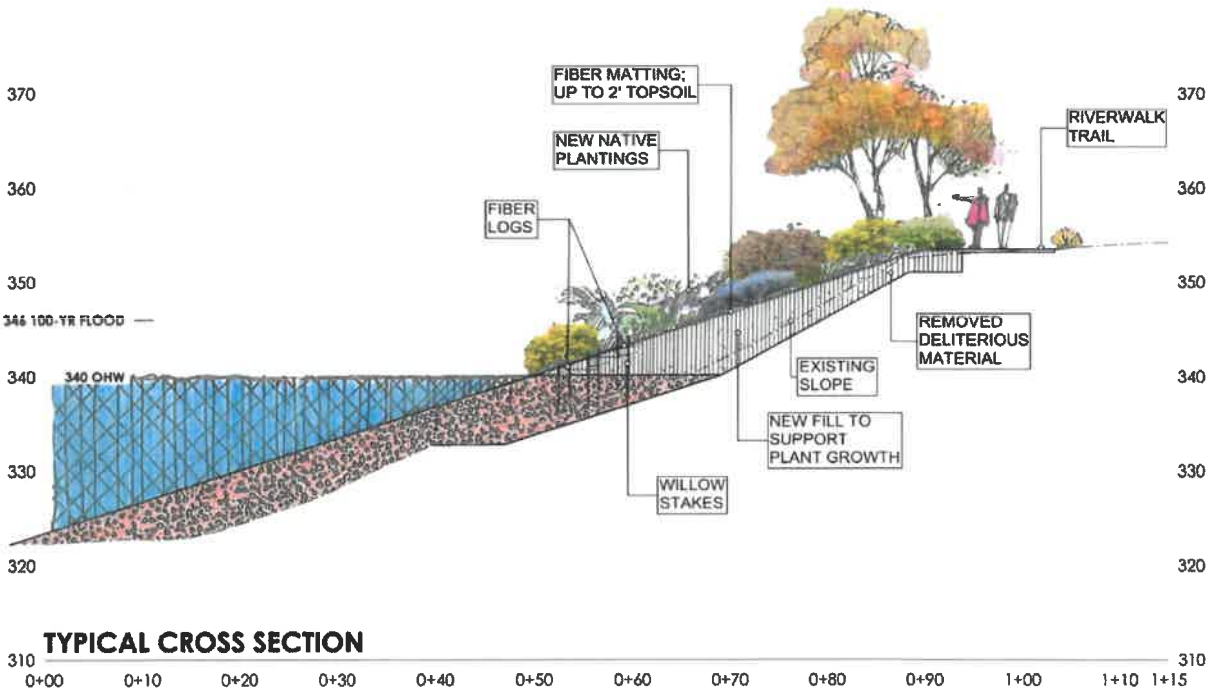 370
360
350
346 100-YR FLOOD
340
340 OHW
330
320
310
FIBER MATTING;
UP TO 2' TOPSOIL
NEW NATIVE
PLANTINGS
FIBER
LOGS
RIVERWALK
TRAIL
REMOVED
DELITERIOUS
MATERIAL
EXISTING
SLOPE
NEW FILL TO
SUPPORT
PLANT GROWTH
WILLOW
STAKES
370
360
350
340
330
320
310
TYPICAL CROSS SECTION
0+00 0+10 0+20 0+30 0+40 0+50 0+60 0+70 0+80 0+90 1+00 1+10 1+15